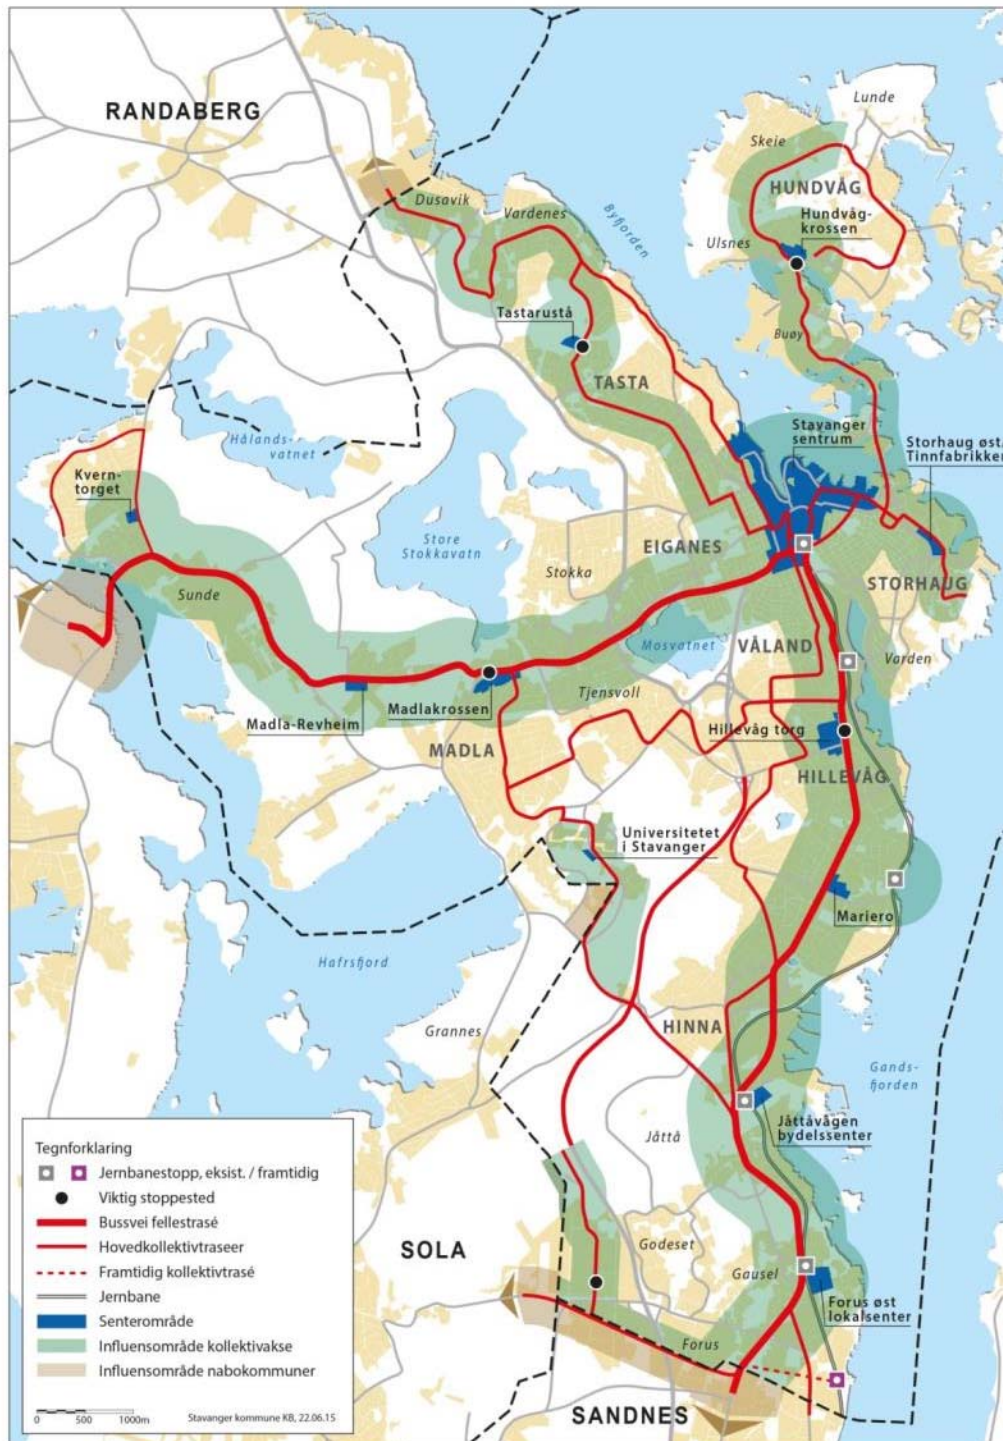 RANDABERG
Lunde
Skeie
HUNDVÅG
Hundvåg-
krossen
Ulsnes
Buøy
Dusavik
Vardenes
Byfjorden
Tastarustå
TASTA
Stavanger
sentrum
Storhaug øst/
Tinnfabrikken
Hålands-
vatnet
Kvern-
torget
Store
Stokkavatn
EIGANES
Stokka
STORHAUG
Sunde
Mosvatnet
VÅLAND
Varden
Madla-Revheim
Madlakrossen
Tjensvoll
MADLA
Hillevåg torg
HILLEVÅG
Universitetet
i Stavanger
Mariero
Hafrsfjord
Grannes
HINNA
Gands-
fjorden
Jåttå
Jåttåvågen
bydelssenter
SOLA
Godeset
Gausel
Forus øst
lokalsenter
Forus
SANDNES
Tegnforklaring
Jernbanestopp, eksist. / framtidig
Viktig stoppested
Bussvei fellestrasé
Hovedkollektivtraseer
Framtidig kollektivtrasé
Jernbane
Senterområde
Influensområde kollektivakse
Influensområde nabokommuner
0 500 1000m
Stavanger kommune KB, 22.06.15